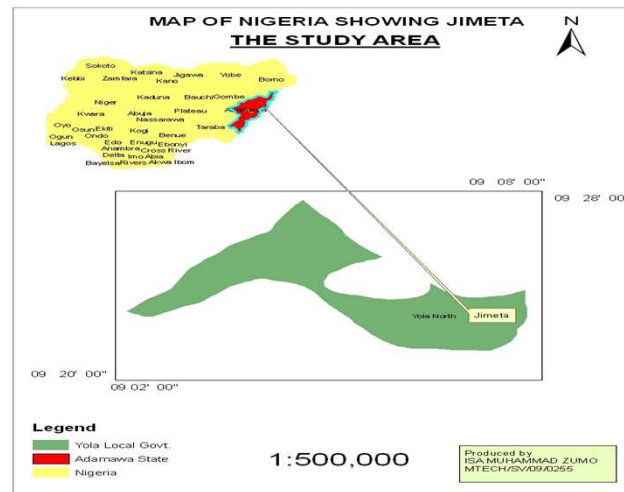 MAP OF NIGERIA SHOWING JIMETA
THE STUDY AREA
N
Sokoto
Kebbi
Zamfara
Katsina
Kano
Jigawa
Yobe
Borno
Niger
Kaduna
Bauchi
Gombe
Kwara
Abuja
Plateau
Nassarawa
Taraba
Oyo
Osun
Ekiti
Kogi
Benue
Ogun
Ondo
Edo
Enugu
Ebonyi
Lagos
Anambra
Cross River
Delta
Imo
Abia
Bayelsa
Rivers
Akwa Ibom
09 08' 00"
09 28' 00"
Yola North
Jimeta
09 20' 00"
09 02' 00"
Legend
Yola Local Govt.
Adamawa State
Nigeria
1:500,000
Produced by
ISA MUHAMMAD ZUMO
MTECH/SV/09/0255